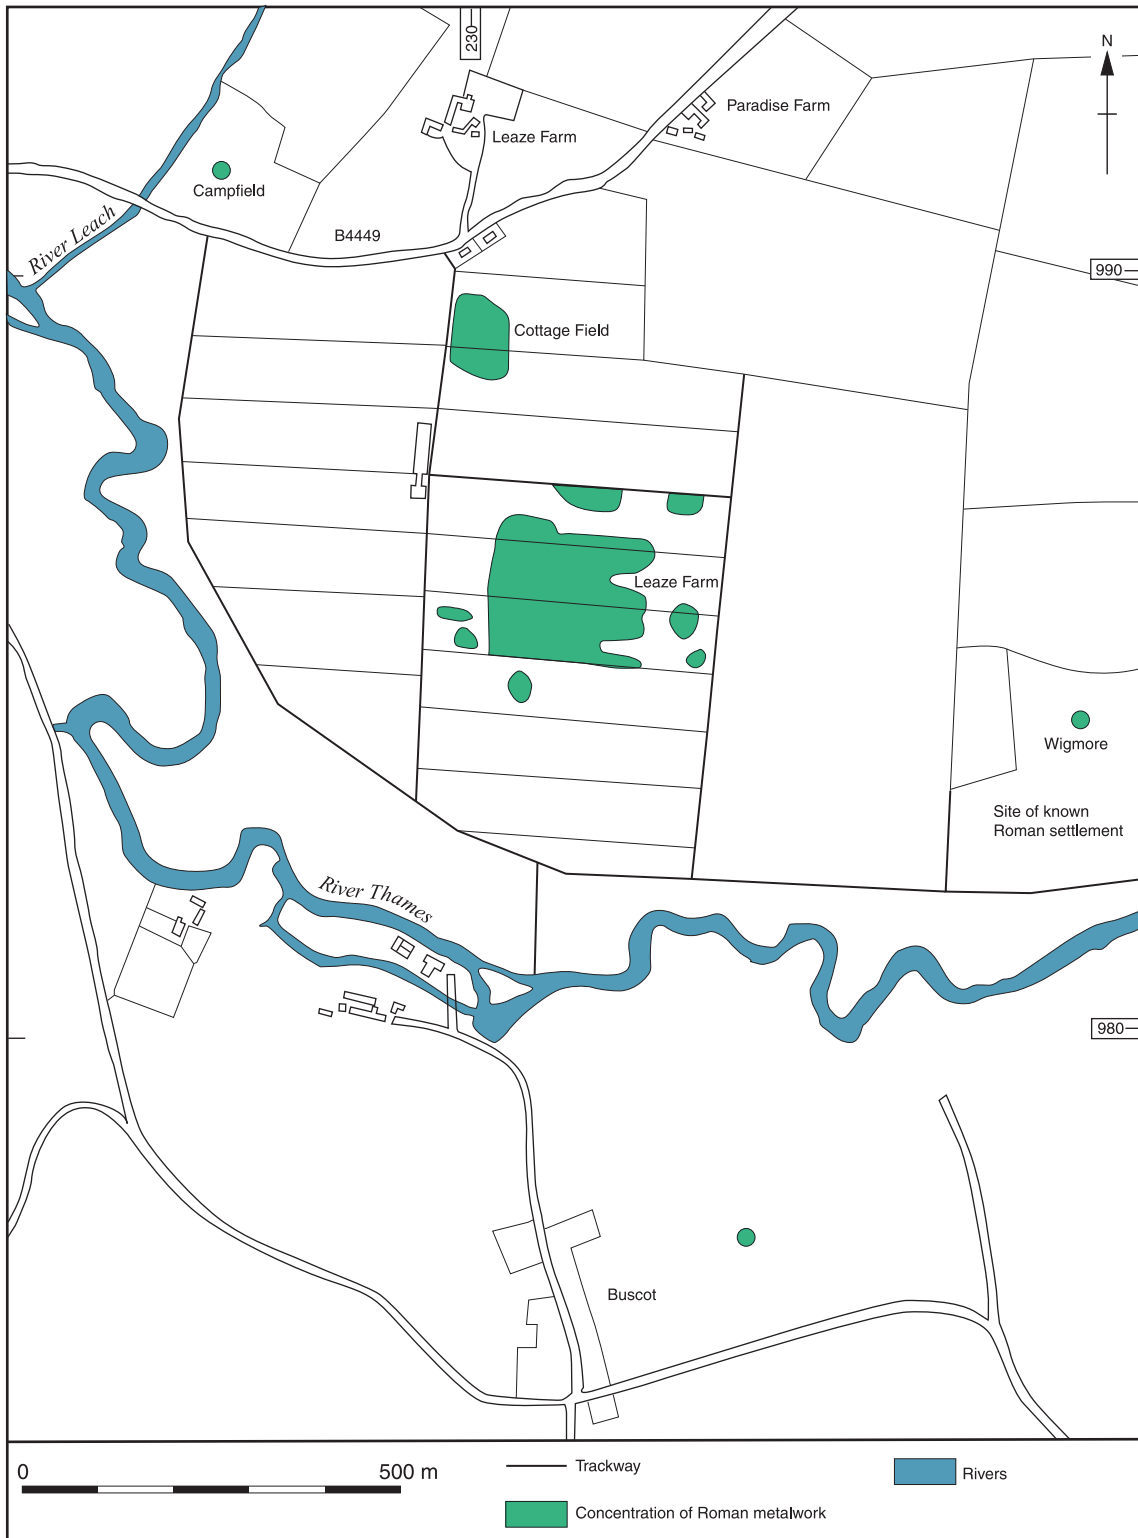 230
N
Paradise Farm
Leaze Farm
Campfield
River Leach
B4449
990
Cottage Field
Leaze Farm
Wigmore
Site of known
Roman settlement
River Thames
980
Buscot
0
500 m
Trackway
Rivers
Concentration of Roman metalwork